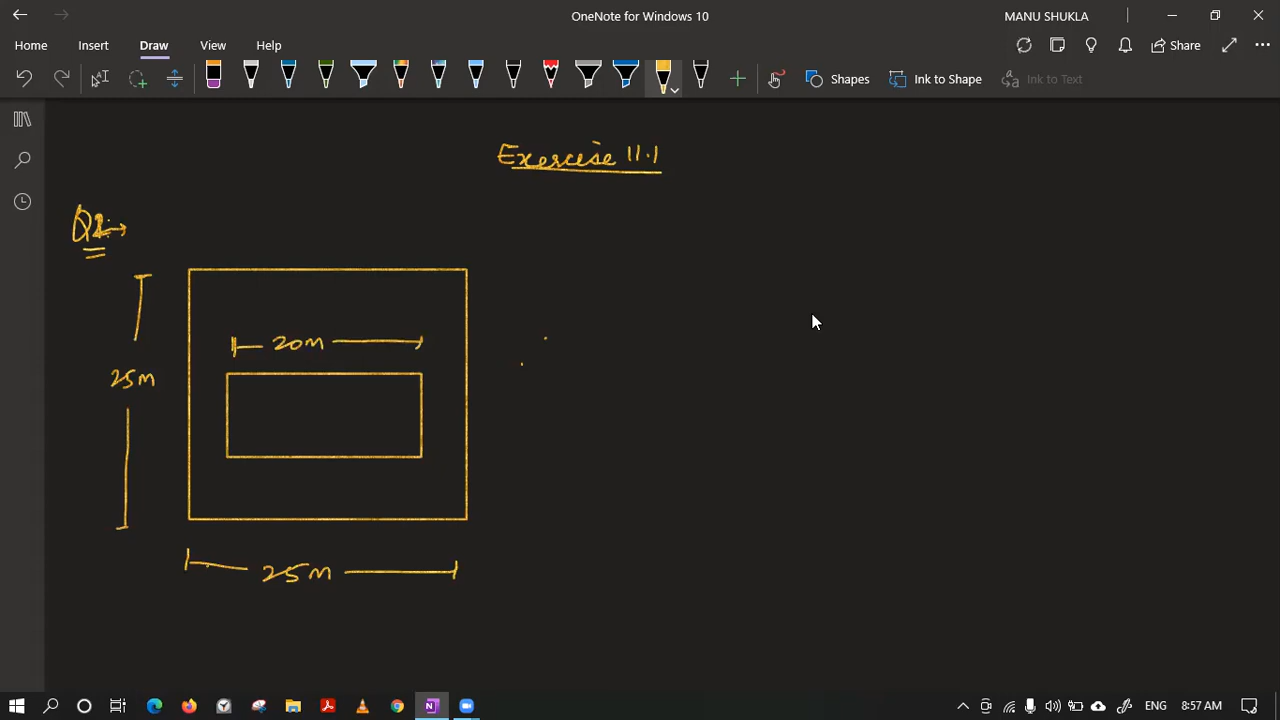 OneNote for Windows 10
MANU SHUKLA
Home Insert Draw View Help
Share
Shapes
Ink to Shape
Ink to Text
Exercise 11.1
20m
25m
25m
ENG 8:57 AM